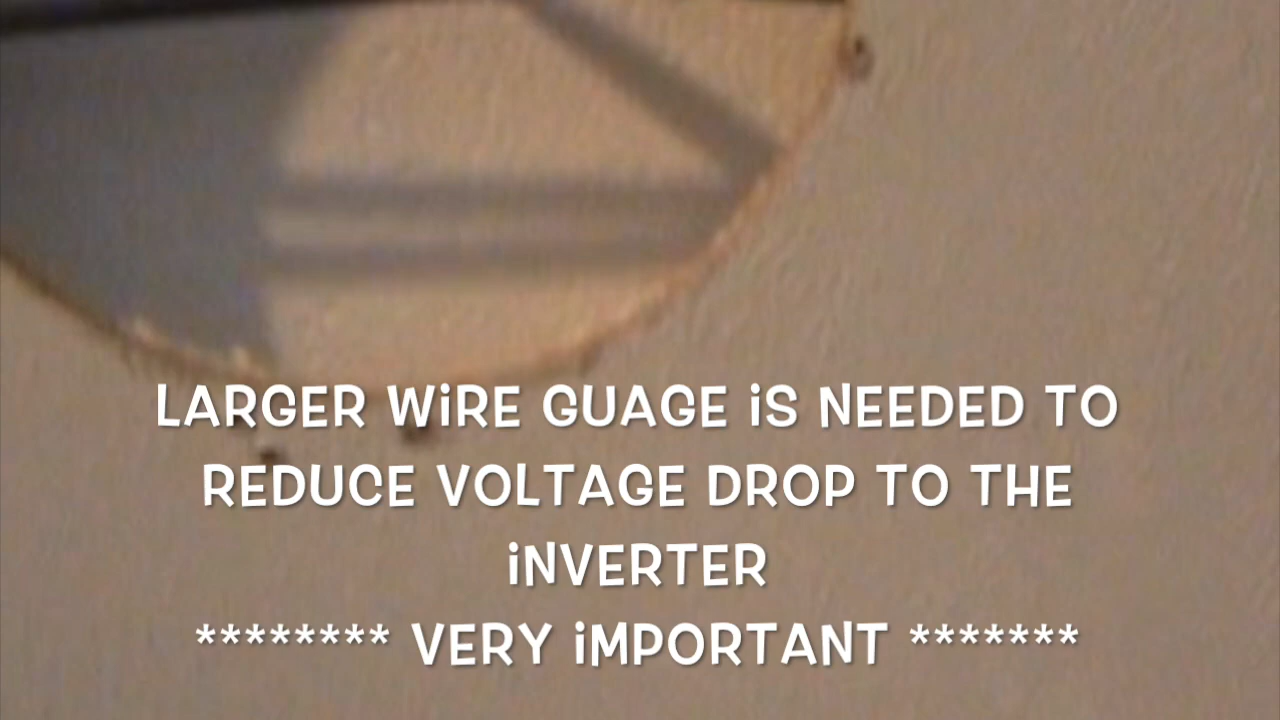 LARGER WiRE GUAGE iS NEEDED TO
REDUCE VOLTAGE DROP TO THE
iNVERTER
******** VERY iMPORTANT *******